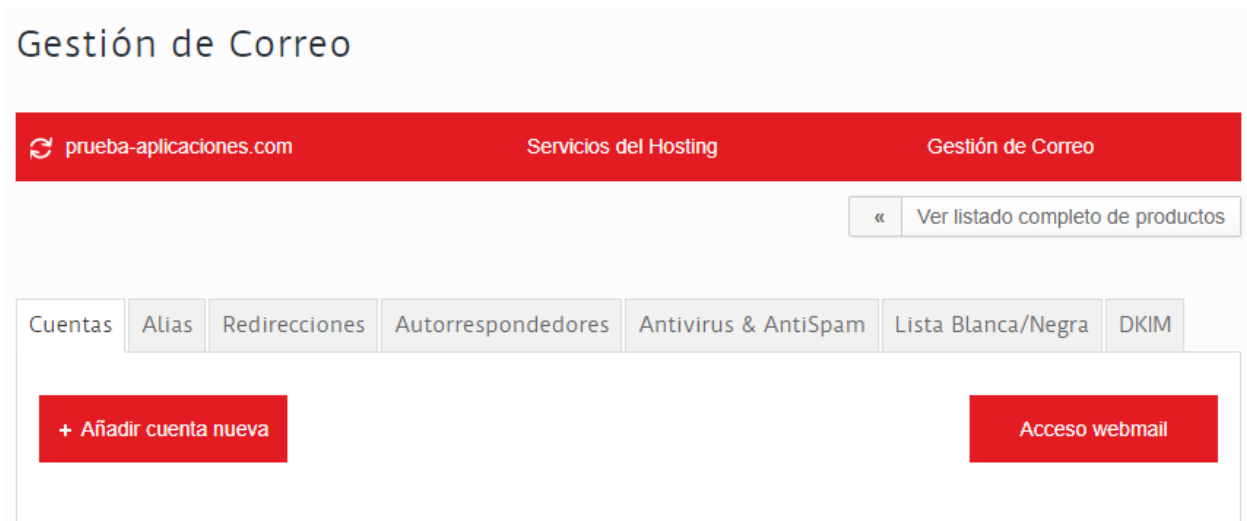 Gestión de Correo
prueba-aplicaciones.com Servicios del Hosting Gestión de Correo
« Ver listado completo de productos
Cuentas Alias Redirecciones Autorrespondedores Antivirus & AntiSpam Lista Blanca/Negra DKIM
+ Añadir cuenta nueva Acceso webmail